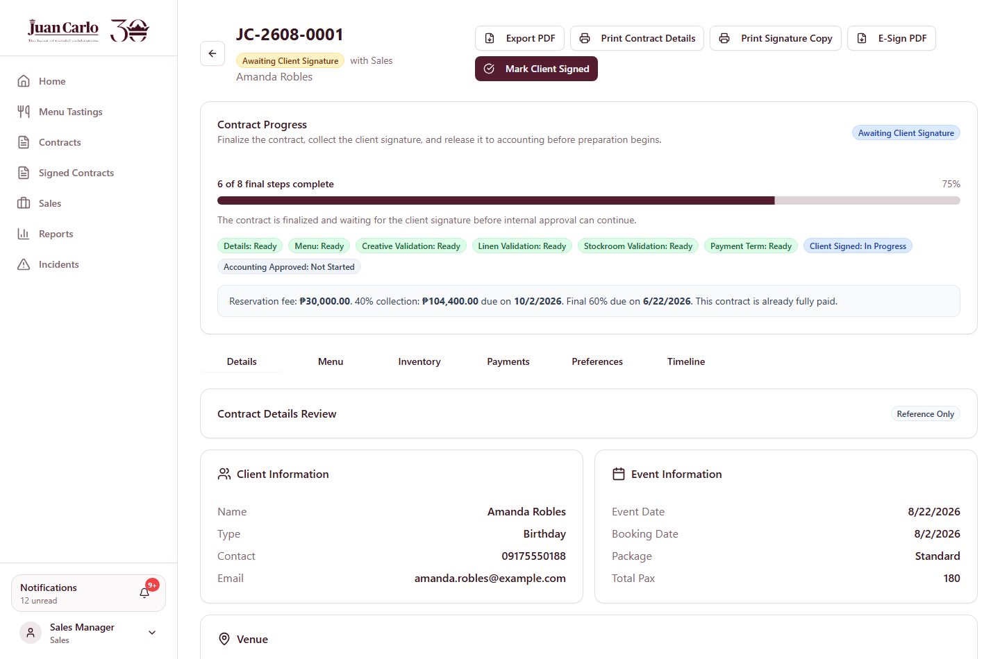 Juan Carlo 30
Home
Menu Tastings
Contracts
Signed Contracts
Sales
Reports
Incidents
Notifications
12 unread
9+
Sales Manager
Sales
JC-2608-0001
Awaiting Client Signature with Sales
Amanda Robles
Export PDF
Print Contract Details
Print Signature Copy
E-Sign PDF
Mark Client Signed
Contract Progress
Finalize the contract, collect the client signature, and release it to accounting before preparation begins.
Awaiting Client Signature
6 of 8 final steps complete 75%
The contract is finalized and waiting for the client signature before internal approval can continue.
Details: Ready Menu: Ready Creative Validation: Ready Linen Validation: Ready Stockroom Validation: Ready Payment Term: Ready Client Signed: In Progress
Accounting Approved: Not Started
Reservation fee: ₱30,000.00. 40% collection: ₱104,400.00 due on 10/2/2026. Final 60% due on 6/22/2026. This contract is already fully paid.
Details Menu Inventory Payments Preferences Timeline
Contract Details Review Reference Only
Client Information
Name Amanda Robles
Type Birthday
Contact 09175550188
Email amanda.robles@example.com
Event Information
Event Date 8/22/2026
Booking Date 8/2/2026
Package Standard
Total Pax 180
Venue